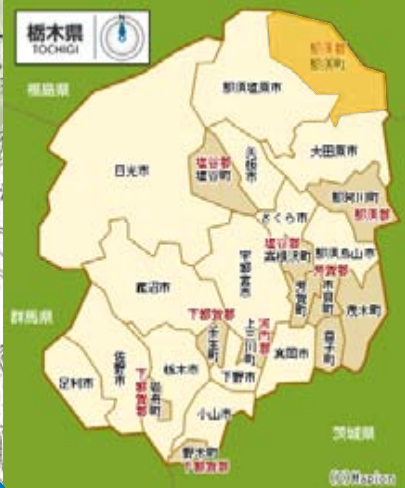 栃木県
TOCHIGI
N
福島県
那須郡
那須町
那須塩原市
日光市
塩谷郡
塩谷町
矢板市
大田原市
那珂川町
那須郡
さくら市
塩谷郡
高根沢町
那須烏山市
芳賀郡
宇都宮市
鹿沼市
芳賀町
市貝町
茂木町
益子町
群馬県
下都賀郡
壬生町
上三川町
河内郡
真岡市
佐野市
足利市
栃木市
下都賀郡
岩舟町
下野市
小山市
野木町
下都賀郡
茨城県
(C)Mapion